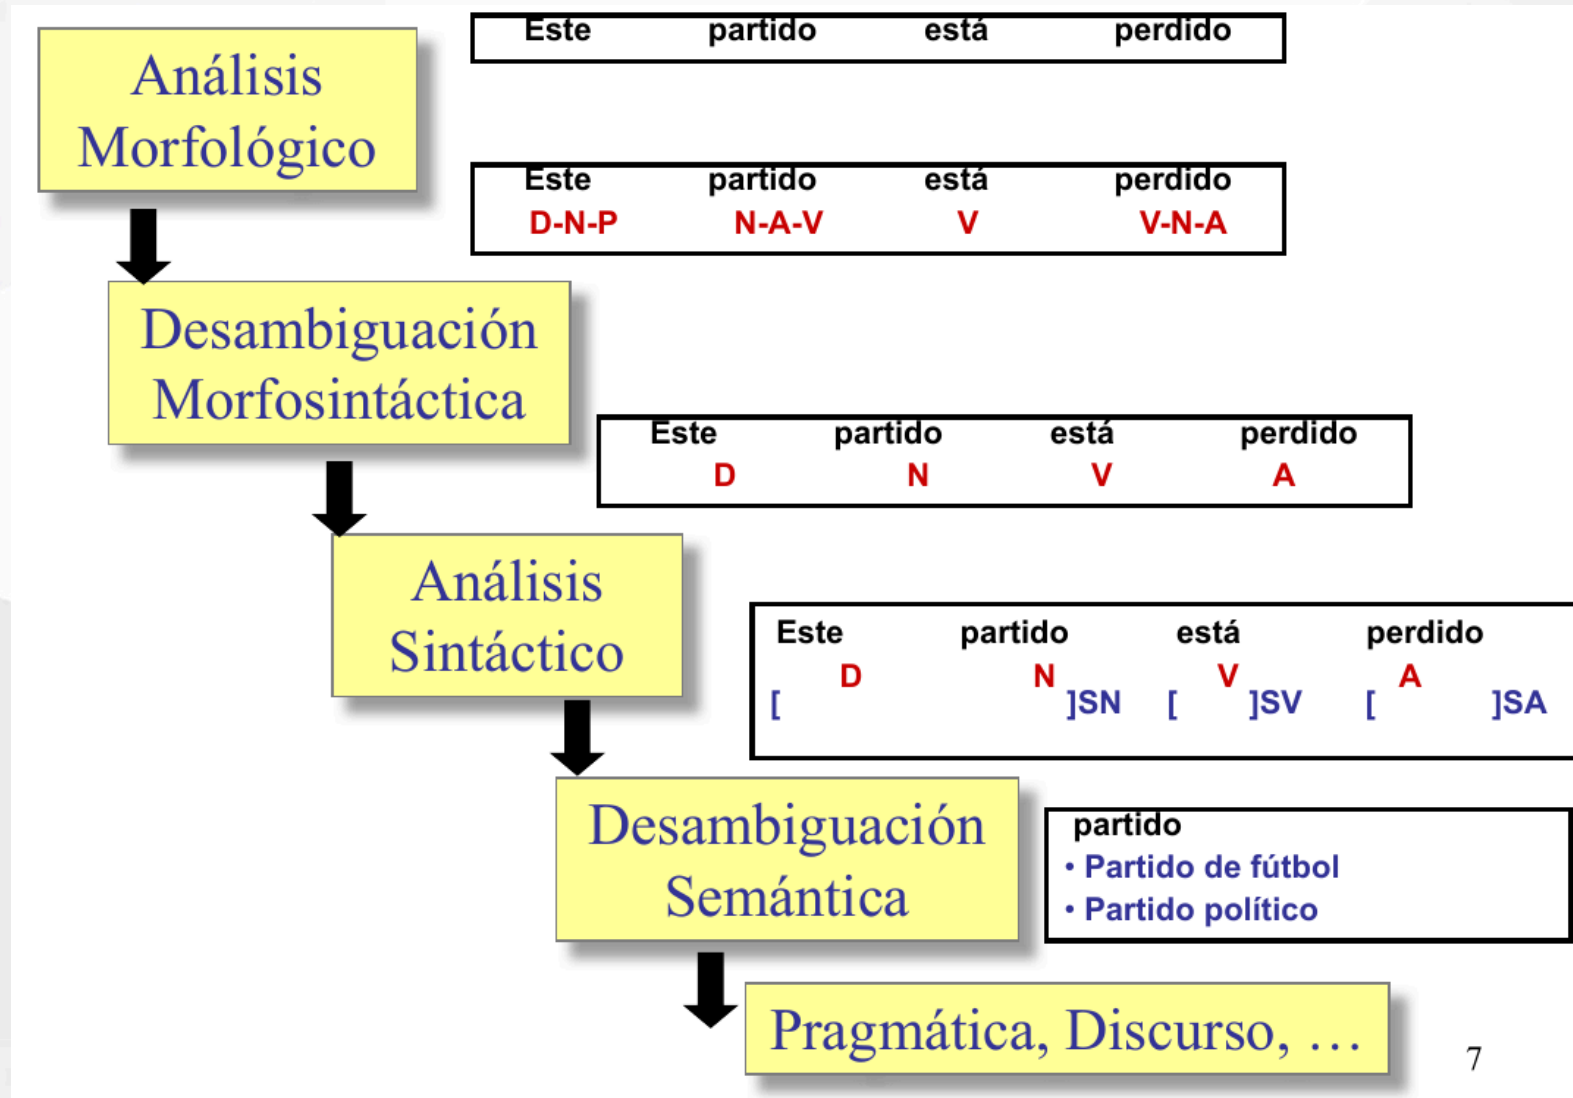 Este partido está perdido
Análisis
Morfológico
Este partido está perdido
D-N-P N-A-V V V-N-A
Desambiguación
Morfosintáctica
Este partido está perdido
D N V A
Análisis
Sintáctico
Este partido está perdido
D N V A
[ ]SN [ ]SV [ ]SA
Desambiguación
Semántica
partido
• Partido de fútbol
• Partido político
Pragmática, Discurso, …
7